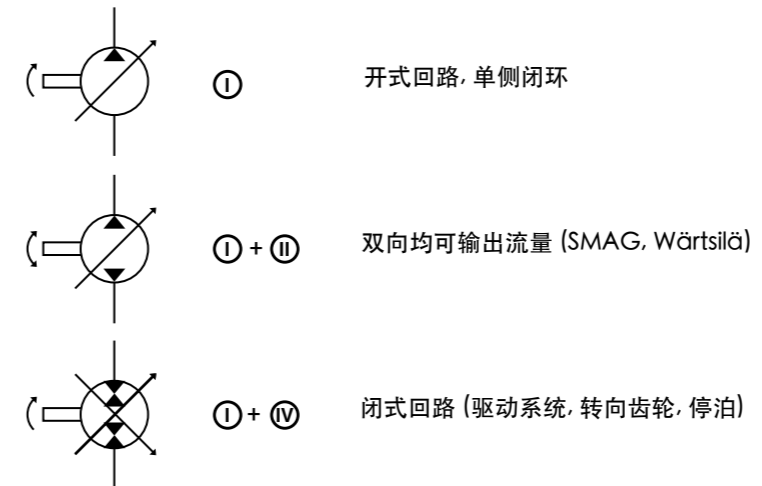 I 开式回路, 单侧闭环
I + II 双向均可输出流量 (SMAG, Wärtsilä)
I + IV 闭式回路 (驱动系统, 转向齿轮, 停泊)